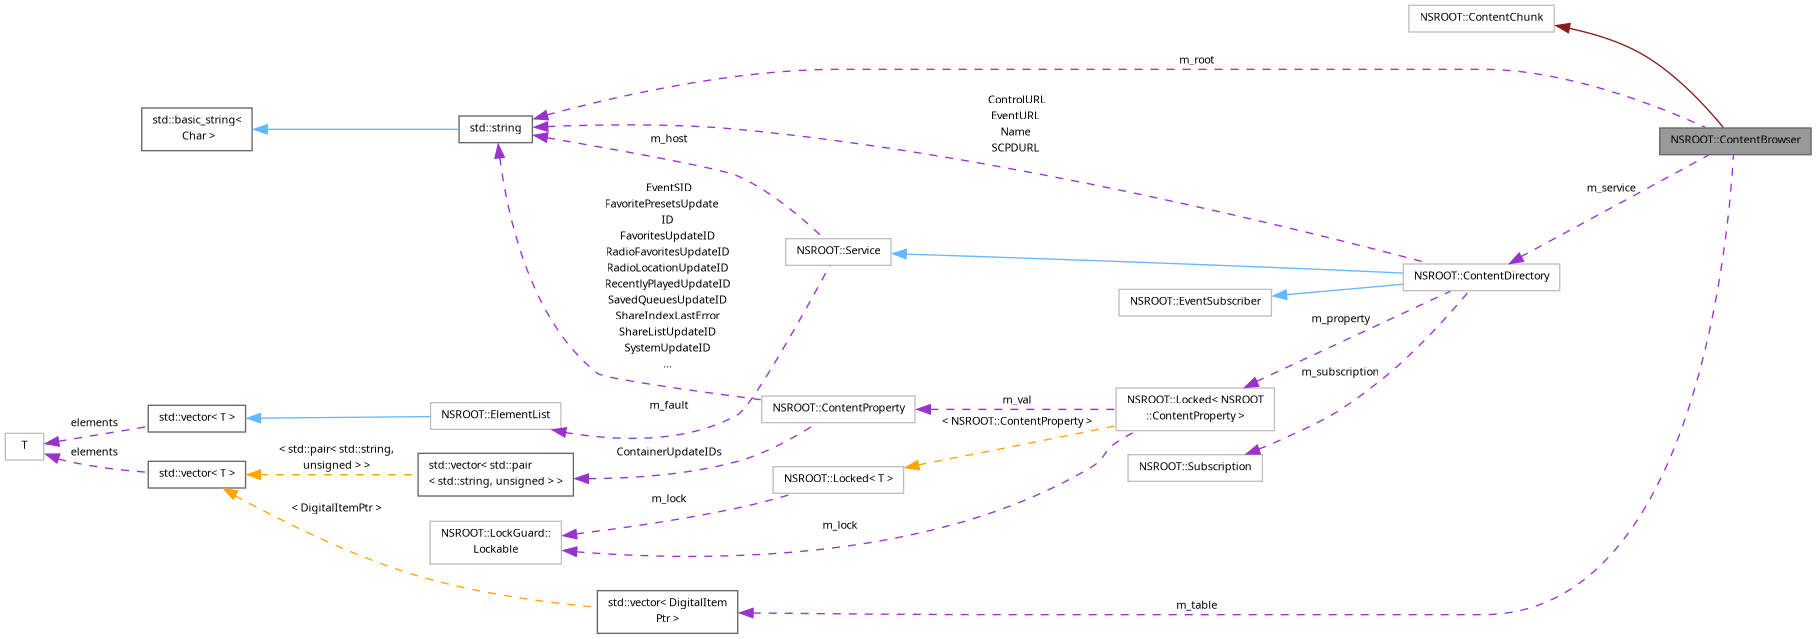 NSROOT::ContentChunk
m_root
ControlURL
EventURL
Name
SCPDURL
std::basic_string<
Char >
std::string
m_host
NSROOT::ContentBrowser
m_service
EventSID
FavoritePresetsUpdate
ID
FavoritesUpdateID
RadioFavoritesUpdateID
RadioLocationUpdateID
RecentlyPlayedUpdateID
SavedQueuesUpdateID
ShareIndexLastError
ShareListUpdateID
SystemUpdateID
...
NSROOT::Service
NSROOT::ContentDirectory
NSROOT::EventSubscriber
m_property
m_subscription
m_fault
NSROOT::ContentProperty
m_val
< NSROOT::ContentProperty >
NSROOT::Locked< NSROOT
::ContentProperty >
NSROOT::Subscription
std::vector< T >
NSROOT::ElementList
elements
T
elements
std::vector< T >
< std::pair< std::string,
unsigned > >
std::vector< std::pair
< std::string, unsigned > >
ContainerUpdateIDs
NSROOT::Locked< T >
< DigitalItemPtr >
m_lock
m_lock
NSROOT::LockGuard::
Lockable
std::vector< DigitalItem
Ptr >
m_table